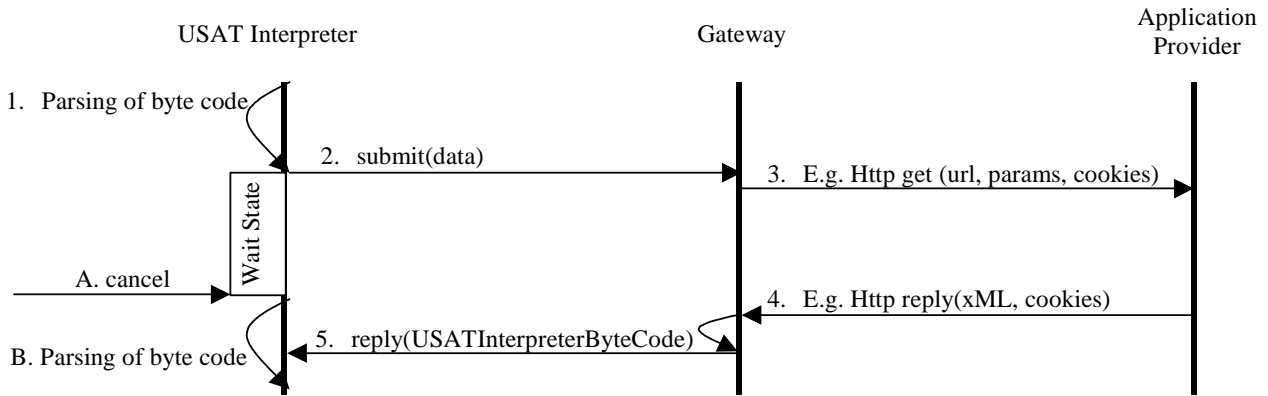 USAT Interpreter
Gateway
Application
Provider
1. Parsing of byte code
2. submit(data)
3. E.g. Http get (url, params, cookies)
Wait State
A. cancel
4. E.g. Http reply(xML, cookies)
5. reply(USATInterpreterByteCode)
B. Parsing of byte code